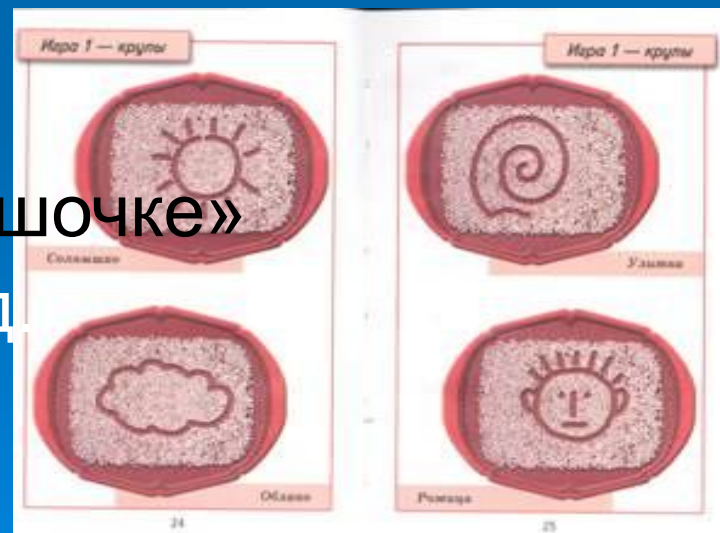 Игра 1 — крупы
Солнышко
Облако
24
Игра 1 — крупы
Улитка
Рожица
25
шочке»
д.